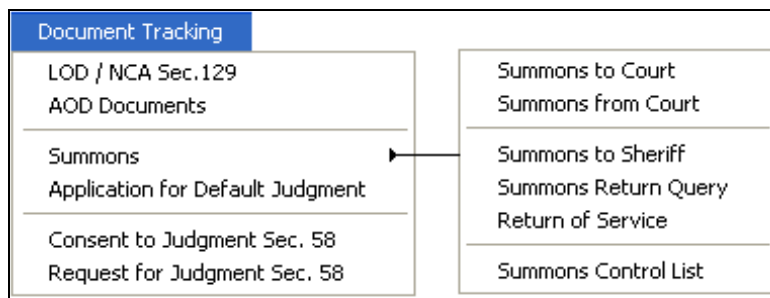 Document Tracking
LOD / NCA Sec.129
AOD Documents
Summons
Application for Default Judgment
Consent to Judgment Sec. 58
Request for Judgment Sec. 58
Summons to Court
Summons from Court
Summons to Sheriff
Summons Return Query
Return of Service
Summons Control List